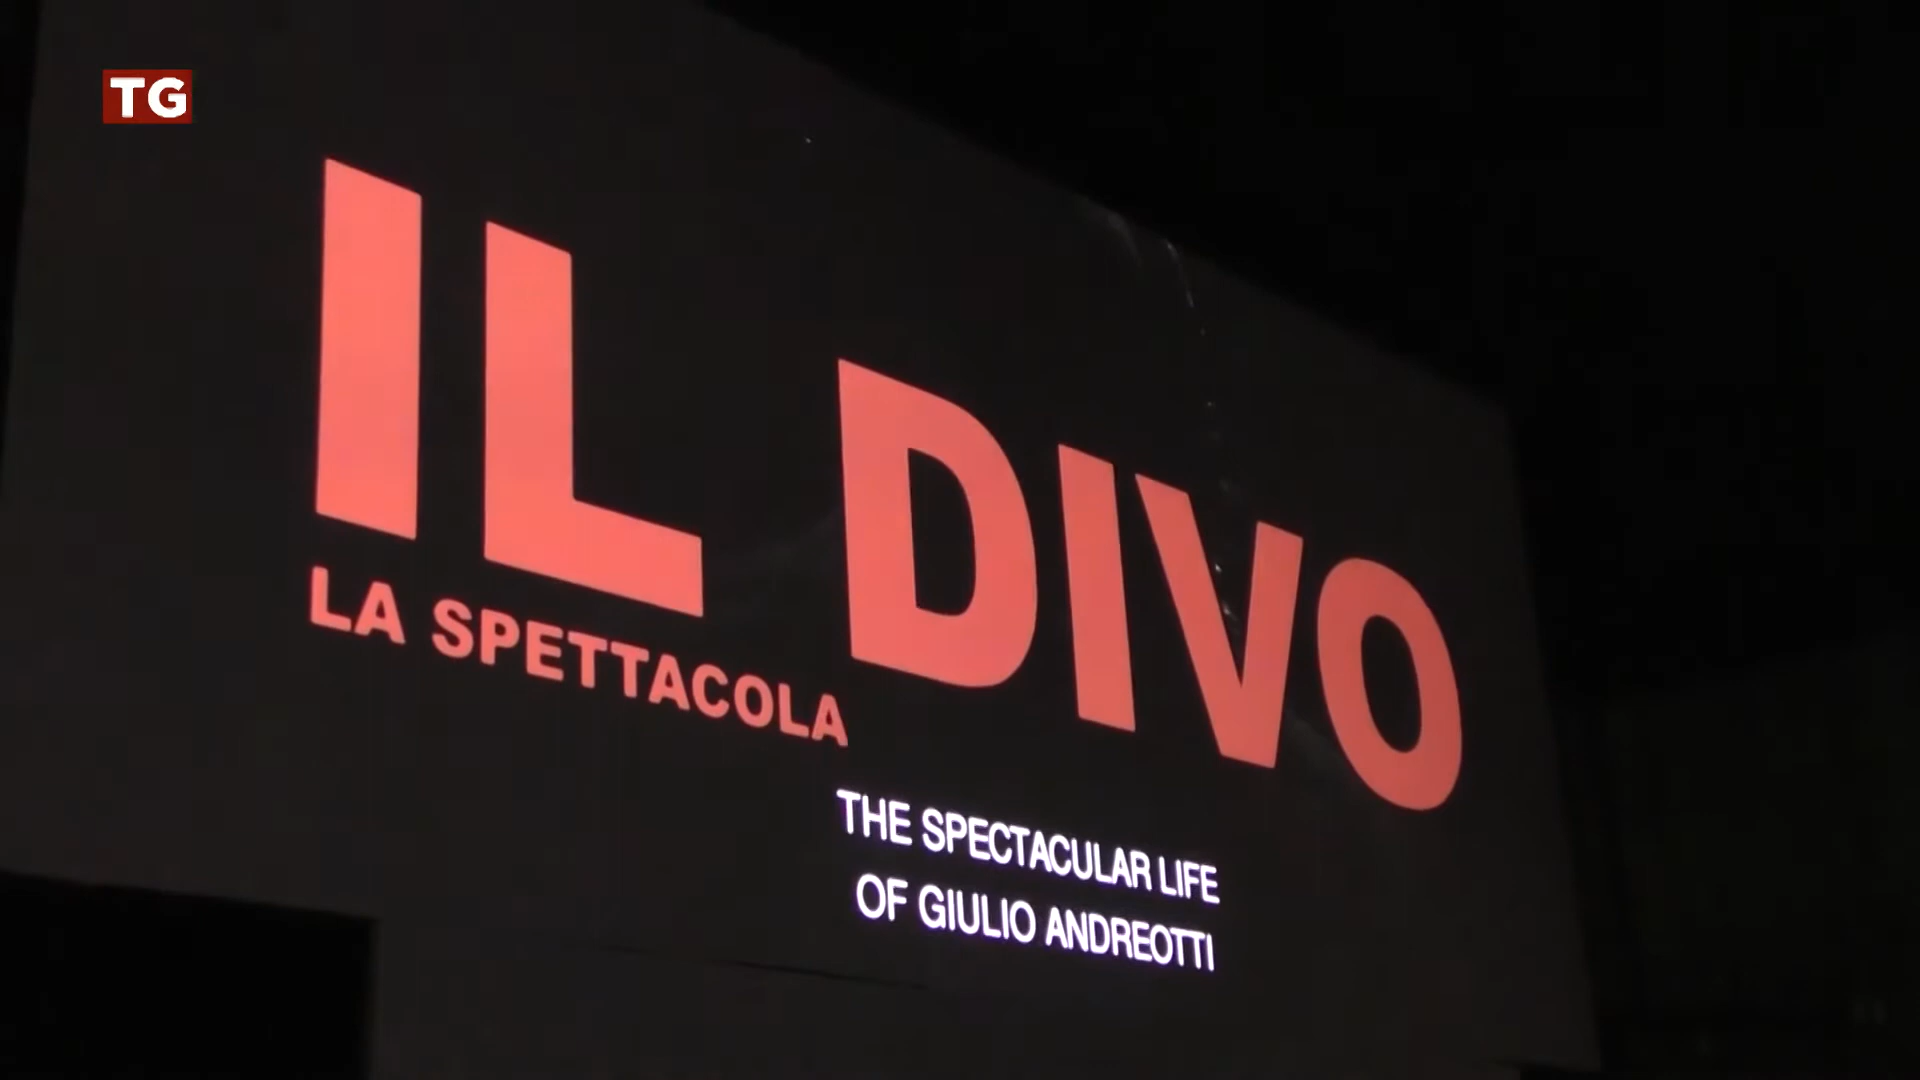 TG
IL DIVO
LA SPETTACOLA
THE SPECTACULAR LIFE
OF GIULIO ANDREOTTI